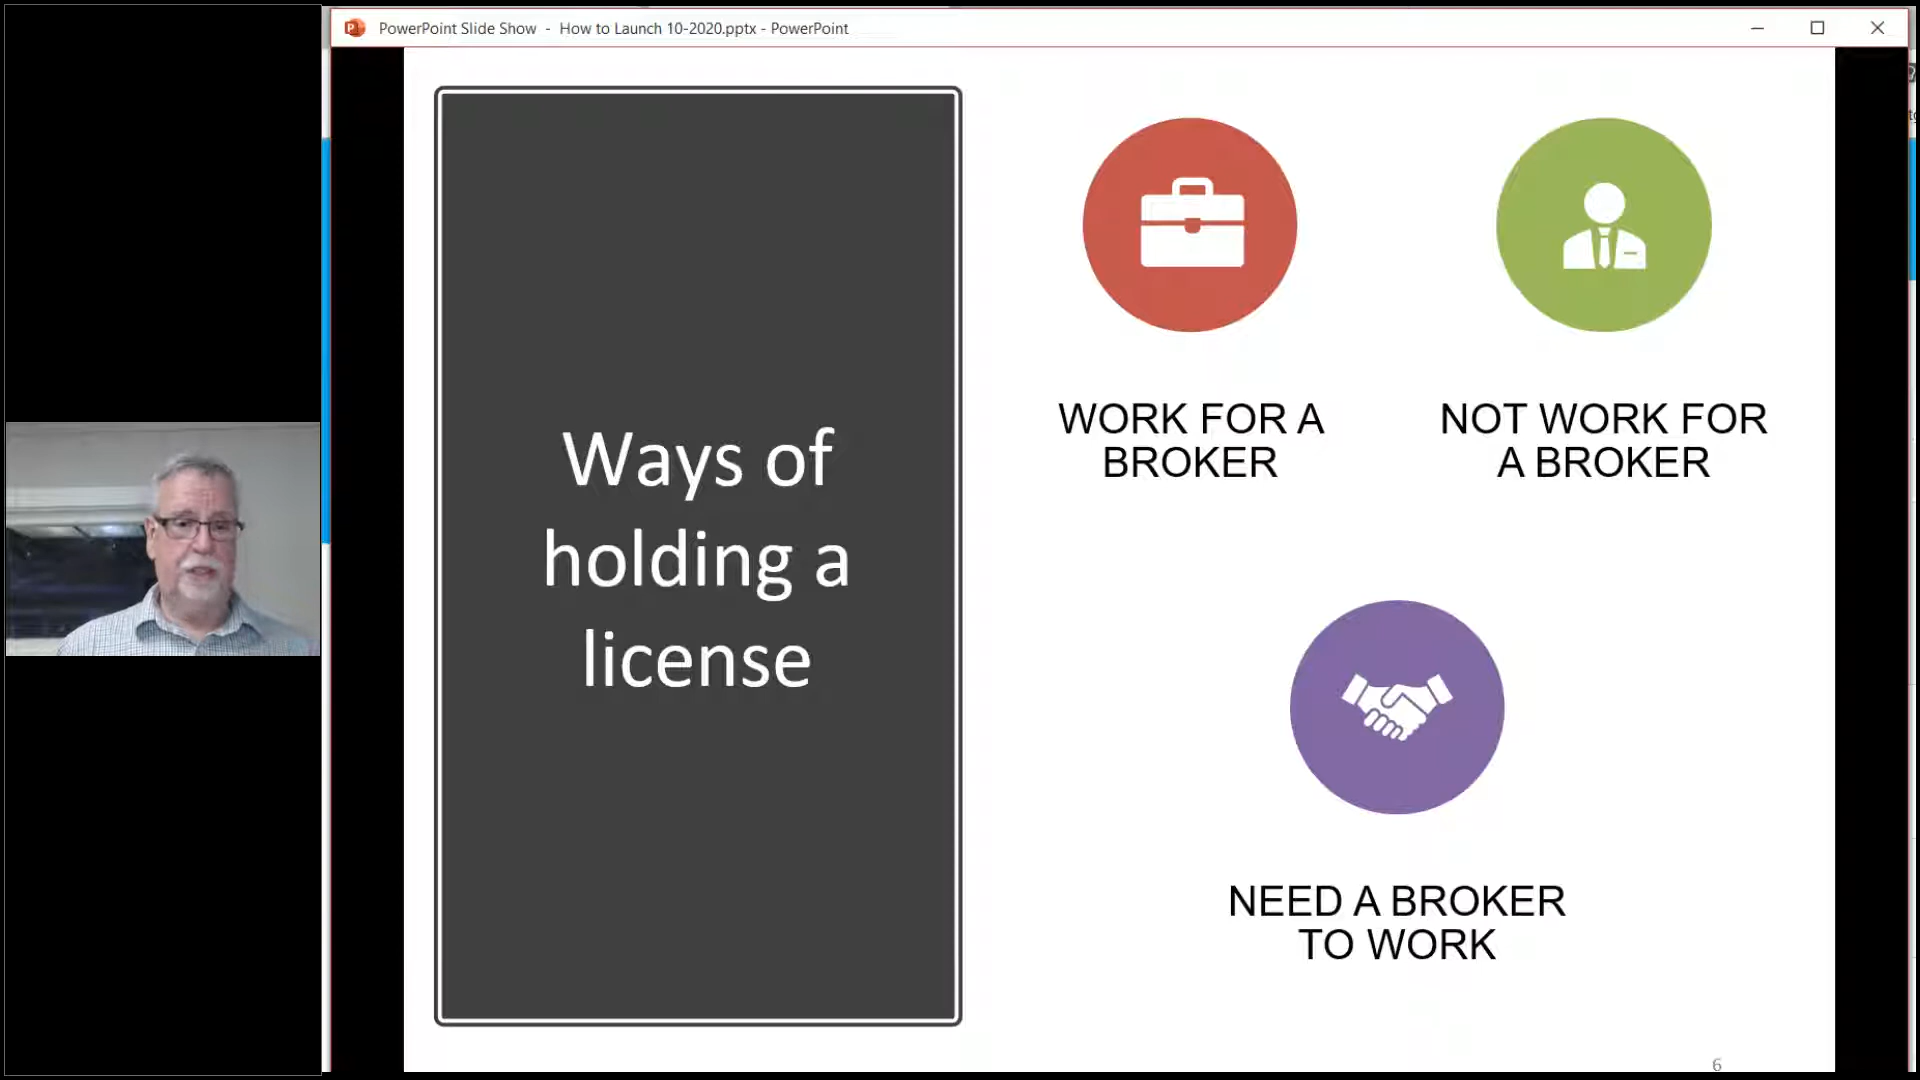 PowerPoint Slide Show - How to Launch 10-2020.pptx - PowerPoint
Ways of
holding a
license
WORK FOR A
BROKER
NOT WORK FOR
A BROKER
NEED A BROKER
TO WORK
6